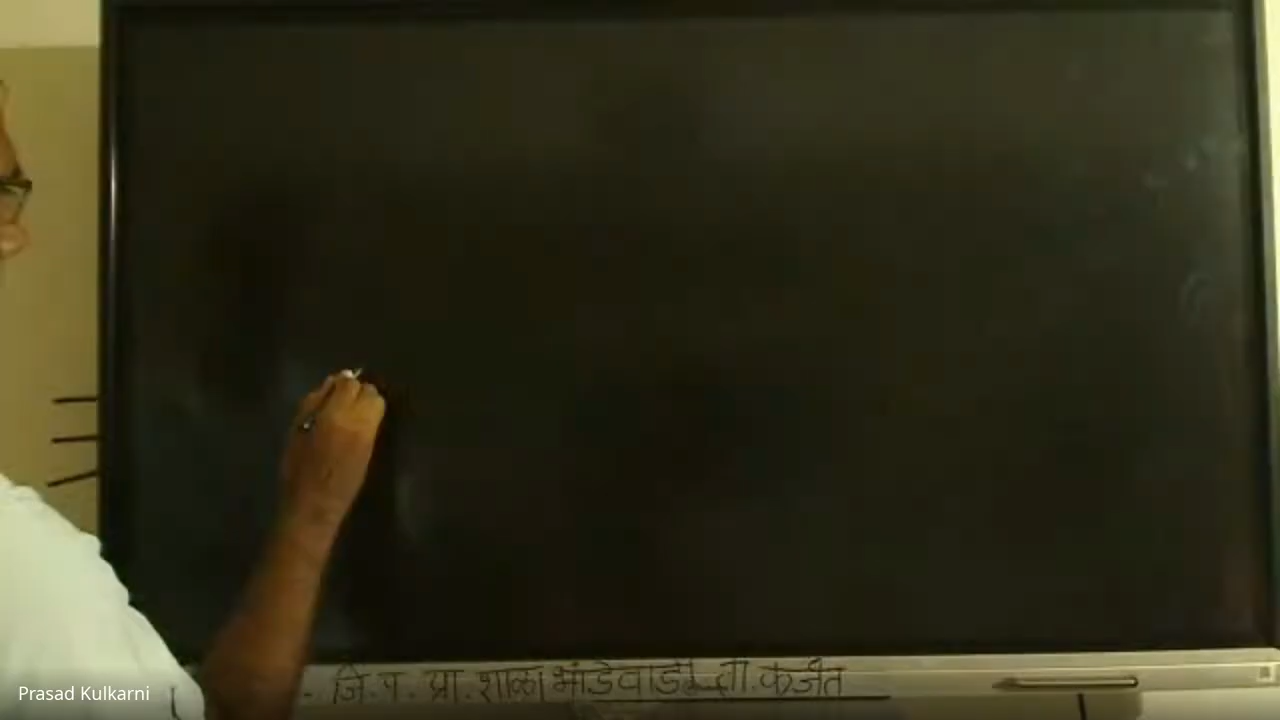 जि.प. प्रा. शाळा भांडेवाडी ता. कर्जत
Prasad Kulkarni